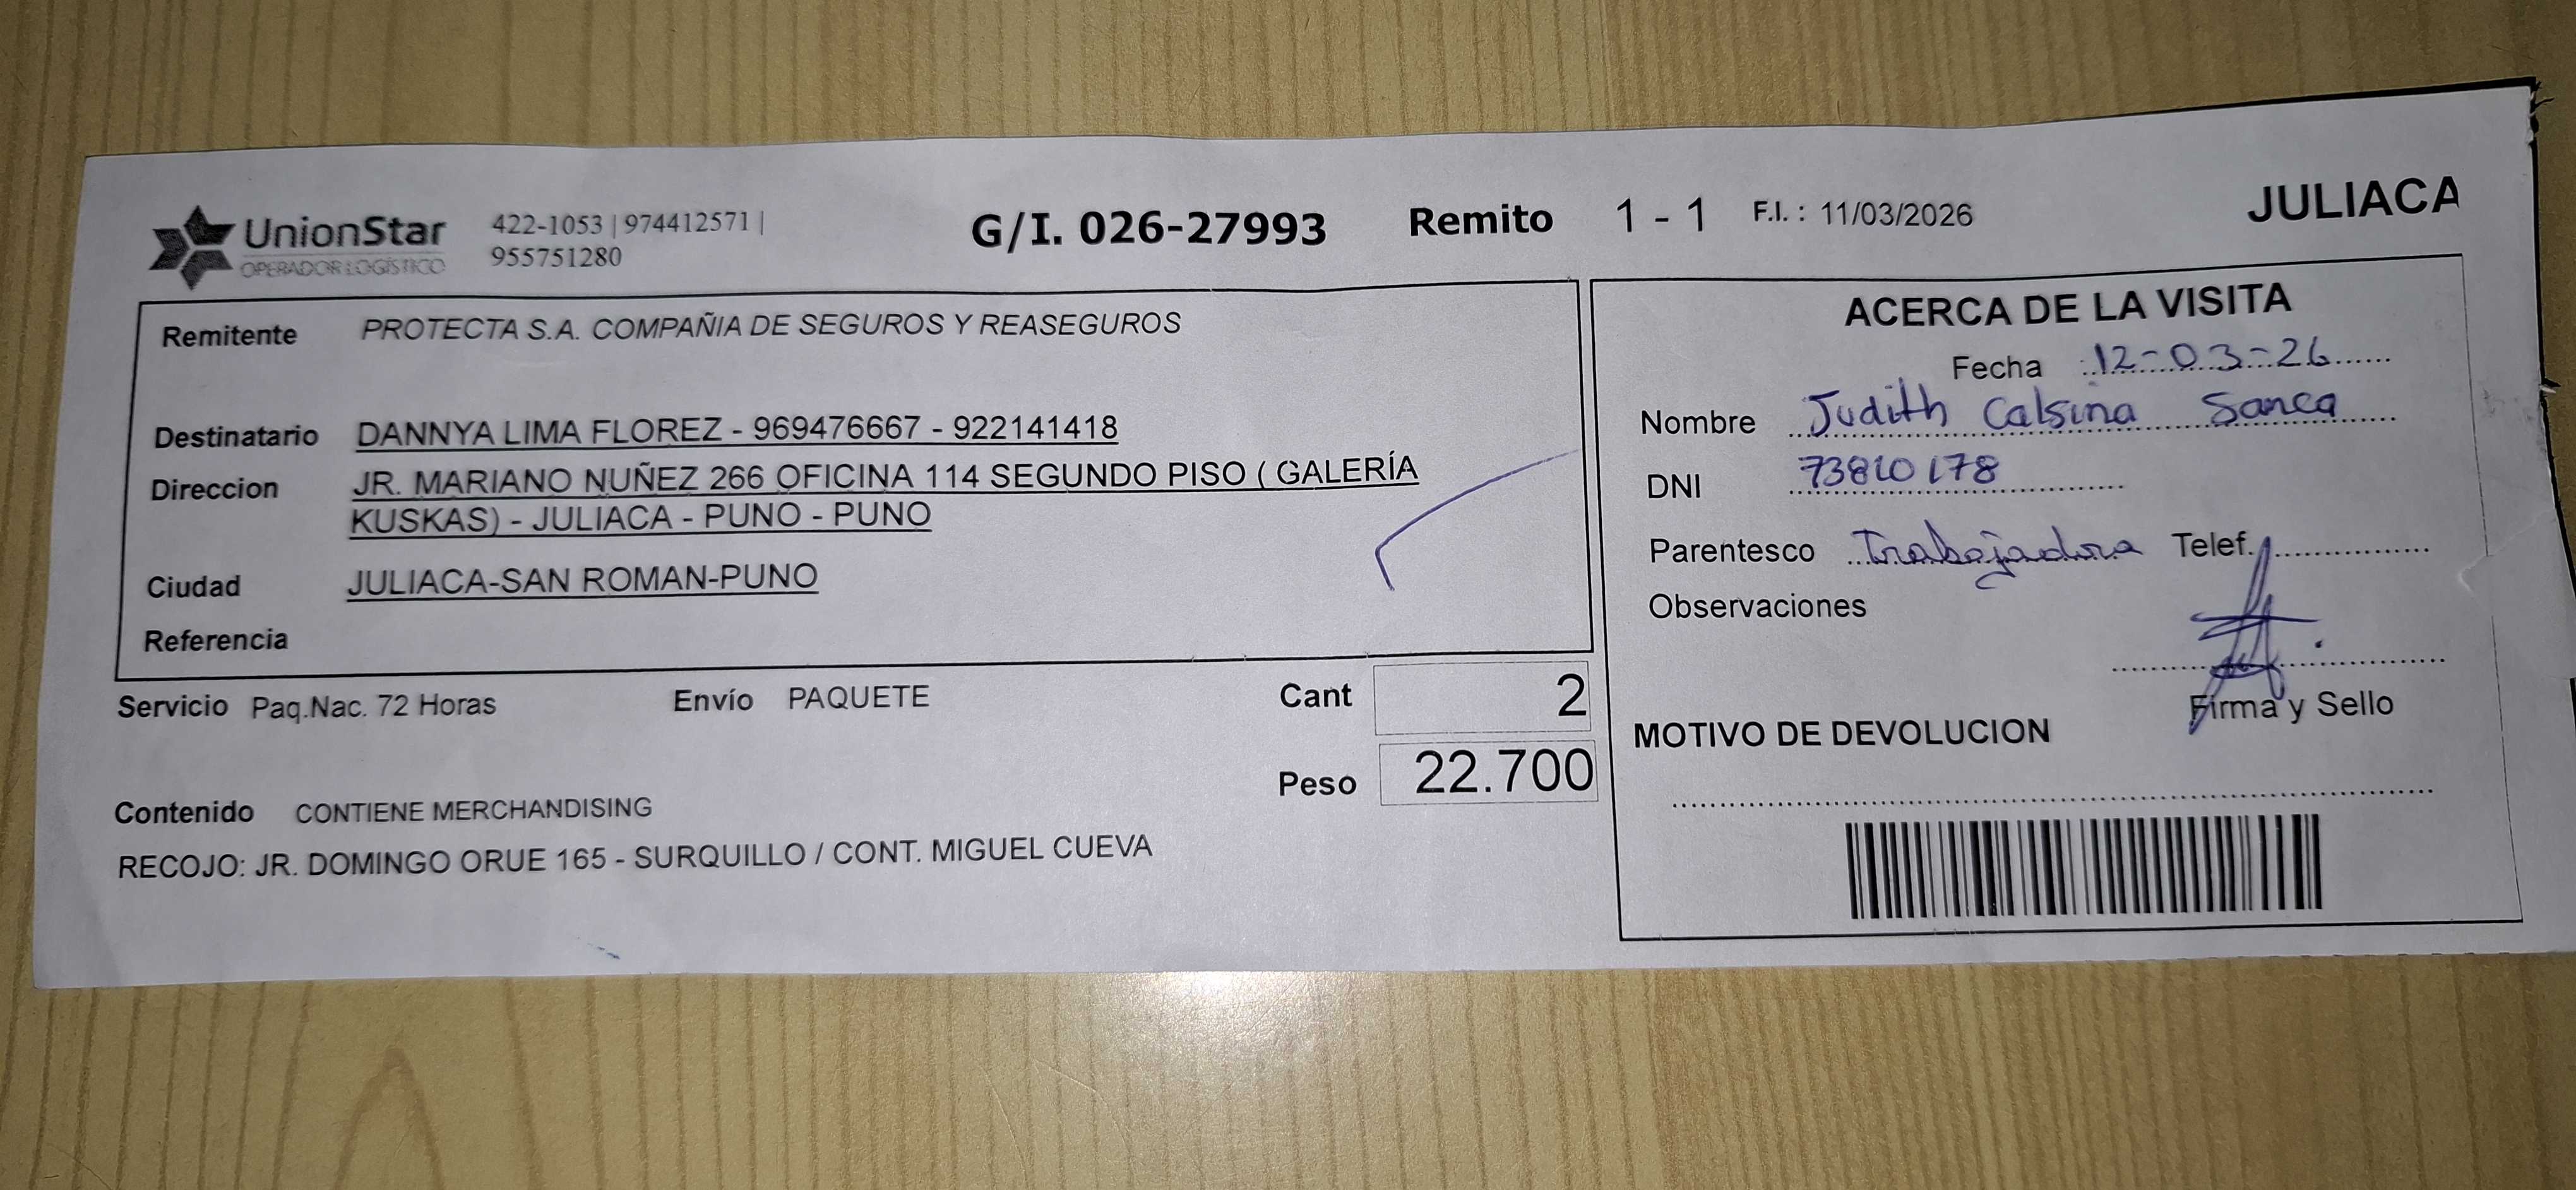 UnionStar
OPERADOR LOGÍSTICO
422-1053 | 974412571 |
955751280
G/I. 026-27993 Remito 1 - 1 F.I. : 11/03/2026
JULIACA
Remitente PROTECTA S.A. COMPAÑIA DE SEGUROS Y REASEGUROS
Destinatario DANNYA LIMA FLOREZ - 969476667 - 922141418
Direccion JR. MARIANO NUÑEZ 266 OFICINA 114 SEGUNDO PISO ( GALERÍA
KUSKAS) - JULIACA - PUNO - PUNO
Ciudad JULIACA-SAN ROMAN-PUNO
Referencia
Servicio Paq.Nac. 72 Horas Envío PAQUETE Cant 2
Peso 22.700
Contenido CONTIENE MERCHANDISING
RECOJO: JR. DOMINGO ORUE 165 - SURQUILLO / CONT. MIGUEL CUEVA
ACERCA DE LA VISITA
Fecha 12-03-26
Nombre Judith Calsina Sanca
DNI 73810178
Parentesco Trabajadora Telef.
Observaciones
Firma y Sello
MOTIVO DE DEVOLUCION